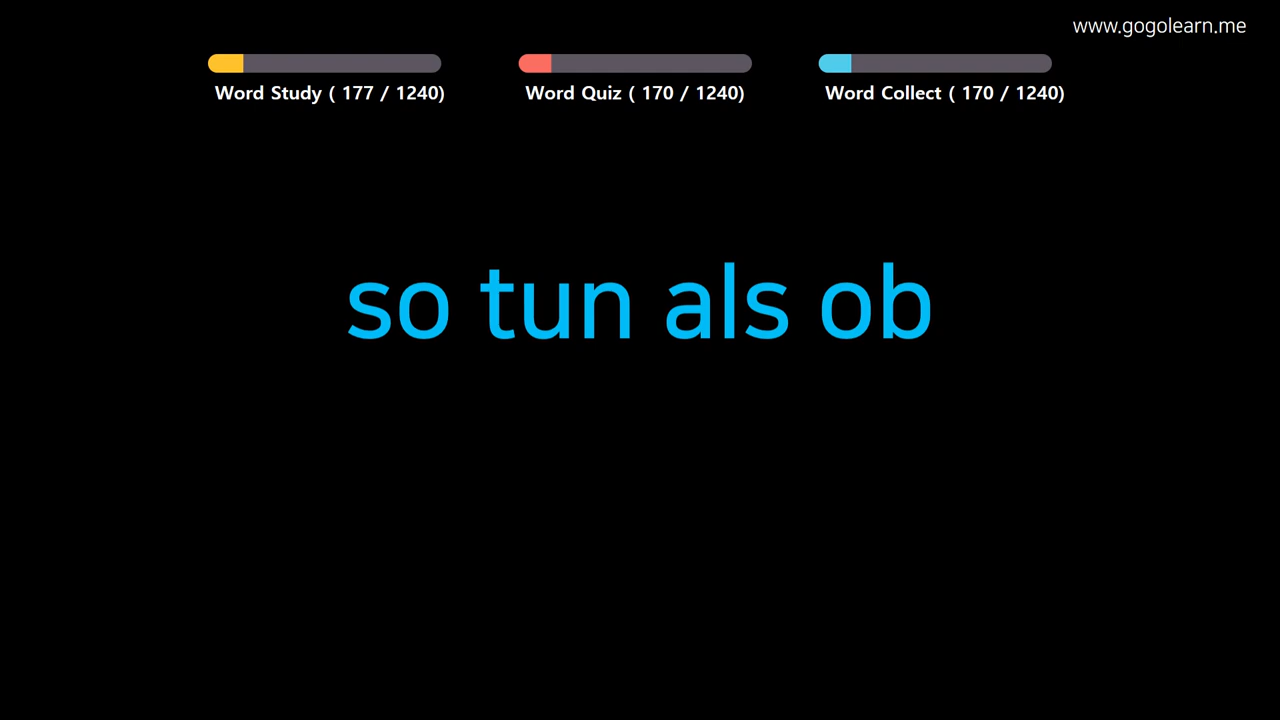 www.gogolearn.me
Word Study ( 177 / 1240)
Word Quiz ( 170 / 1240)
Word Collect ( 170 / 1240)
so tun als ob